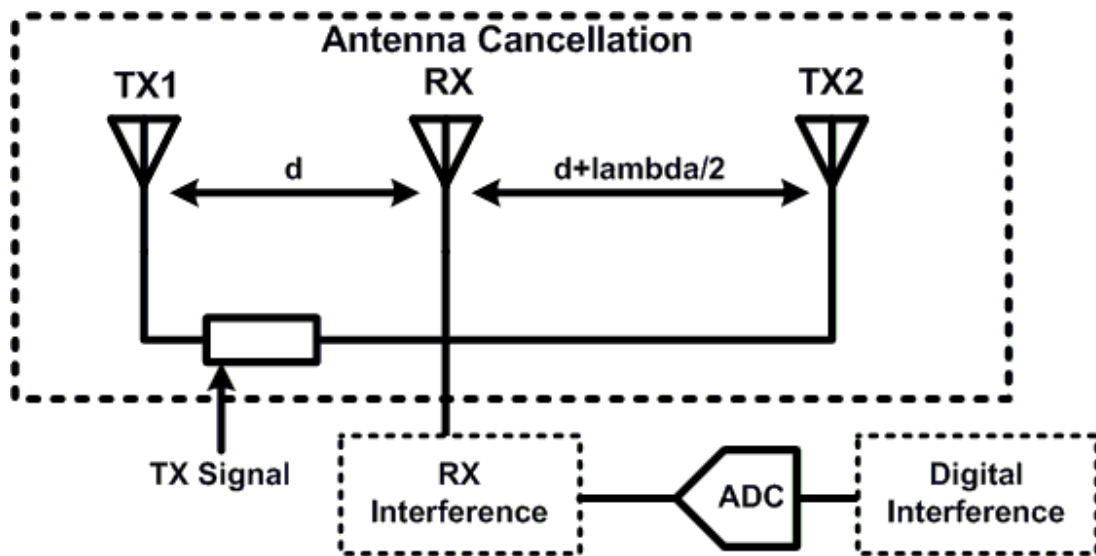 Antenna Cancellation
TX1
RX
TX2
d
d+lambda/2
TX Signal
RX
Interference
ADC
Digital
Interference